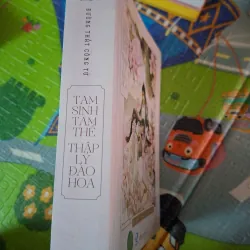 ĐƯỜNG THẤT CÔNG TỬ
TAM
SINH
TAM
THẾ
THẬP
LÝ
ĐÀO
HOA